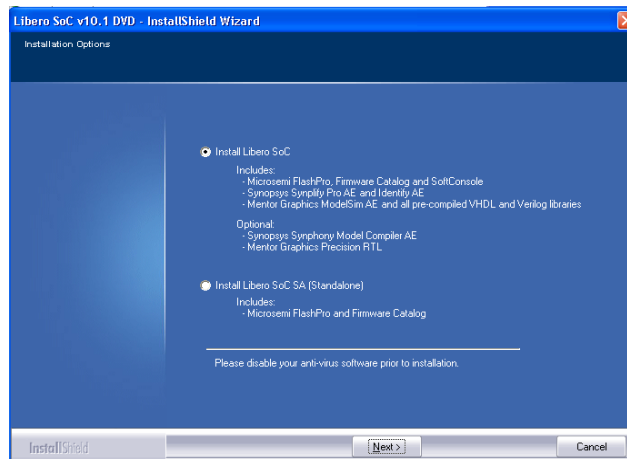 Libero SoC v10.1 DVD - InstallShield Wizard
Installation Options
Install Libero SoC
Includes:
- Microsemi FlashPro, Firmware Catalog and SoftConsole
- Synopsys Synplify Pro AE and Identify AE
- Mentor Graphics ModelSim AE and all pre-compiled VHDL and Verilog libraries
Optional:
- Synopsys Synphony Model Compiler AE
- Mentor Graphics Precision RTL
Install Libero SoC SA (Standalone)
Includes:
- Microsemi FlashPro and Firmware Catalog
Please disable your anti-virus software prior to installation.
InstallShield
Next >
Cancel